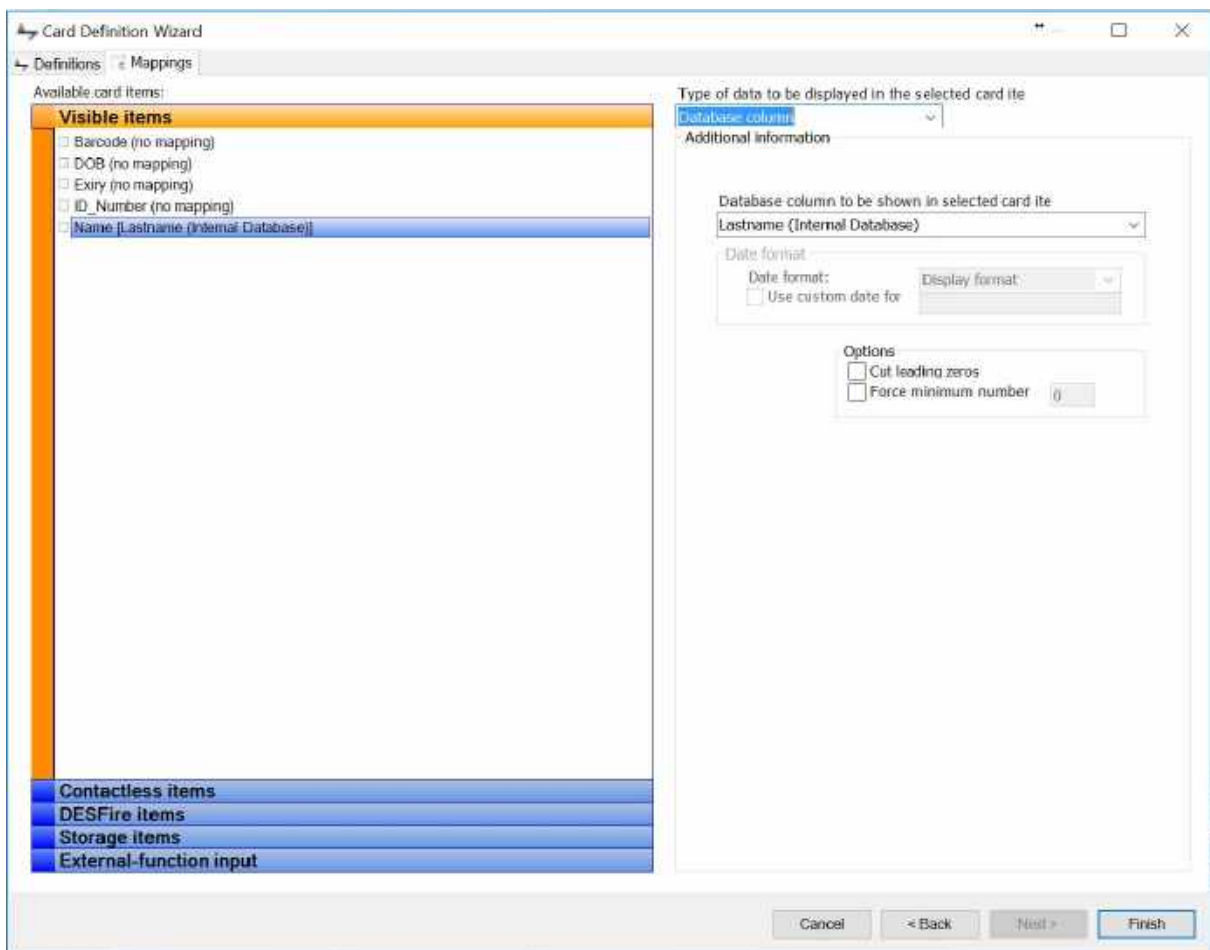 Card Definition Wizard
Definitions Mappings
Available card items:
Visible items
Barcode (no mapping)
DOB (no mapping)
Exiry (no mapping)
ID_Number (no mapping)
Name [Lastname (Internal Database)]
Contactless items
DESFire items
Storage items
External-function input
Type of data to be displayed in the selected card ite
Database column
Additional information
Database column to be shown in selected card ite
Lastname (Internal Database)
Date format
Date format: Display format
Use custom date for
Options
Cut leading zeros
Force minimum number 0
Cancel < Back Next > Finish